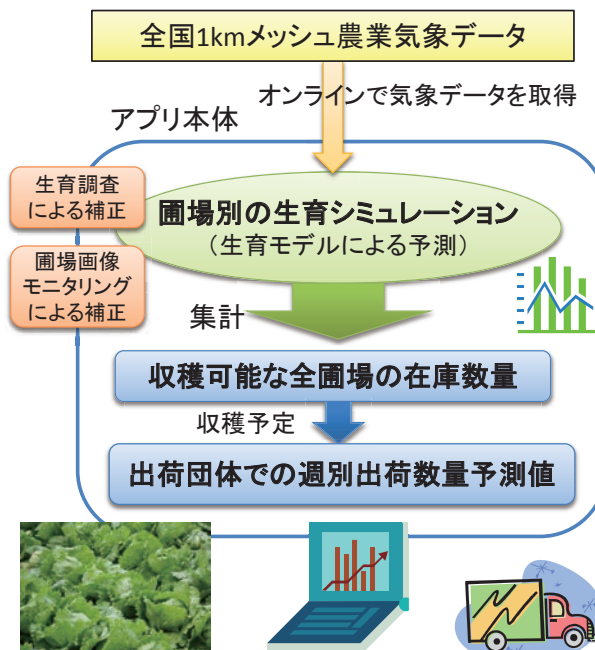 全国1kmメッシュ農業気象データ
オンラインで気象データを取得
アプリ本体
生育調査
による補正
圃場別の生育シミュレーション
（生育モデルによる予測）
圃場画像
モニタリング
による補正
集計
収穫可能な全圃場の在庫数量
収穫予定
出荷団体での週別出荷数量予測値